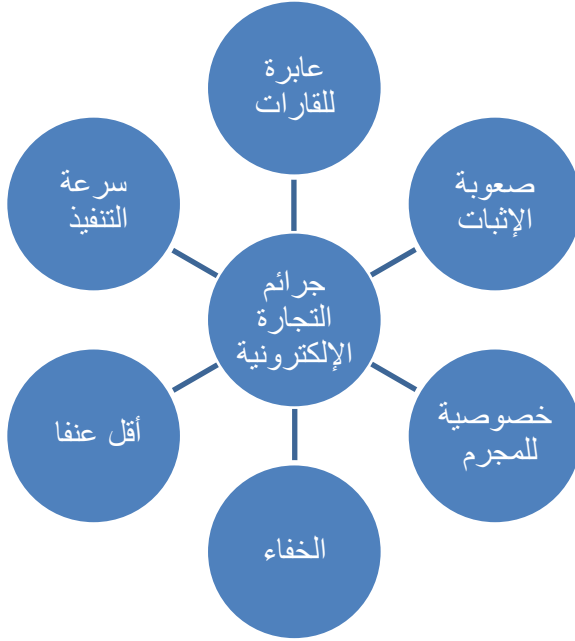 عابرة
للقارات
صعوبة
الإثبات
سرعة
التنفيذ
جرائم
التجارة
الإلكترونية
خصوصية
للمجرم
أقل عنفا
الخفاء